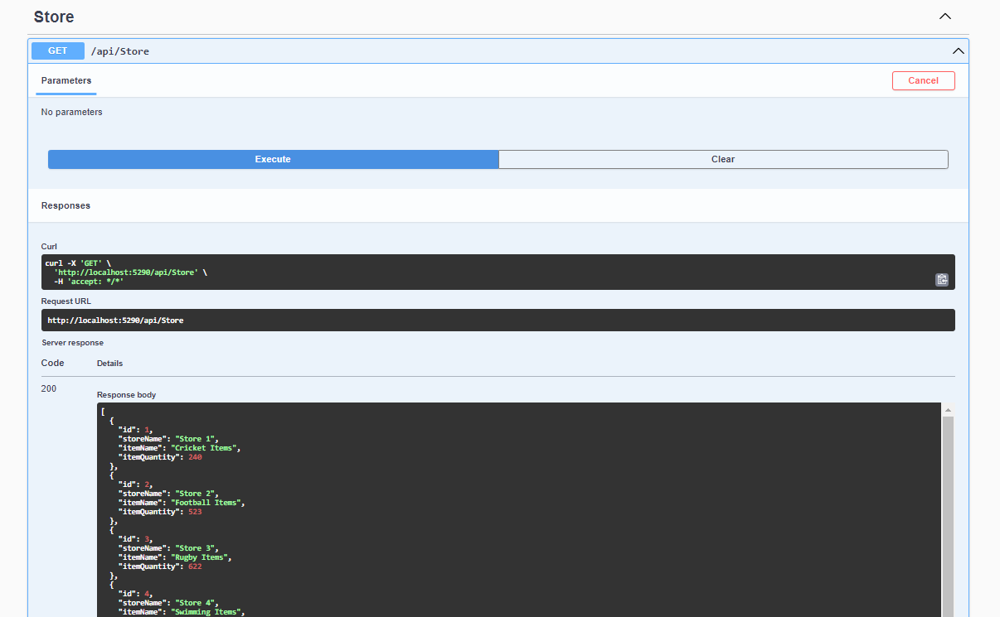 Store
GET /api/Store
Parameters
Cancel
No parameters
Execute
Clear
Responses
Curl
curl -X 'GET' \
  'http://localhost:5290/api/Store' \
  -H 'accept: */*'
Request URL
http://localhost:5290/api/Store
Server response
Code Details
200
Response body
[
  {
    "id": 1,
    "storeName": "Store 1",
    "itemName": "Cricket Items",
    "itemQuantity": 240
  },
  {
    "id": 2,
    "storeName": "Store 2",
    "itemName": "Football Items",
    "itemQuantity": 523
  },
  {
    "id": 3,
    "storeName": "Store 3",
    "itemName": "Rugby Items",
    "itemQuantity": 622
  },
  {
    "id": 4,
    "storeName": "Store 4",
    "itemName": "Swimming Items",